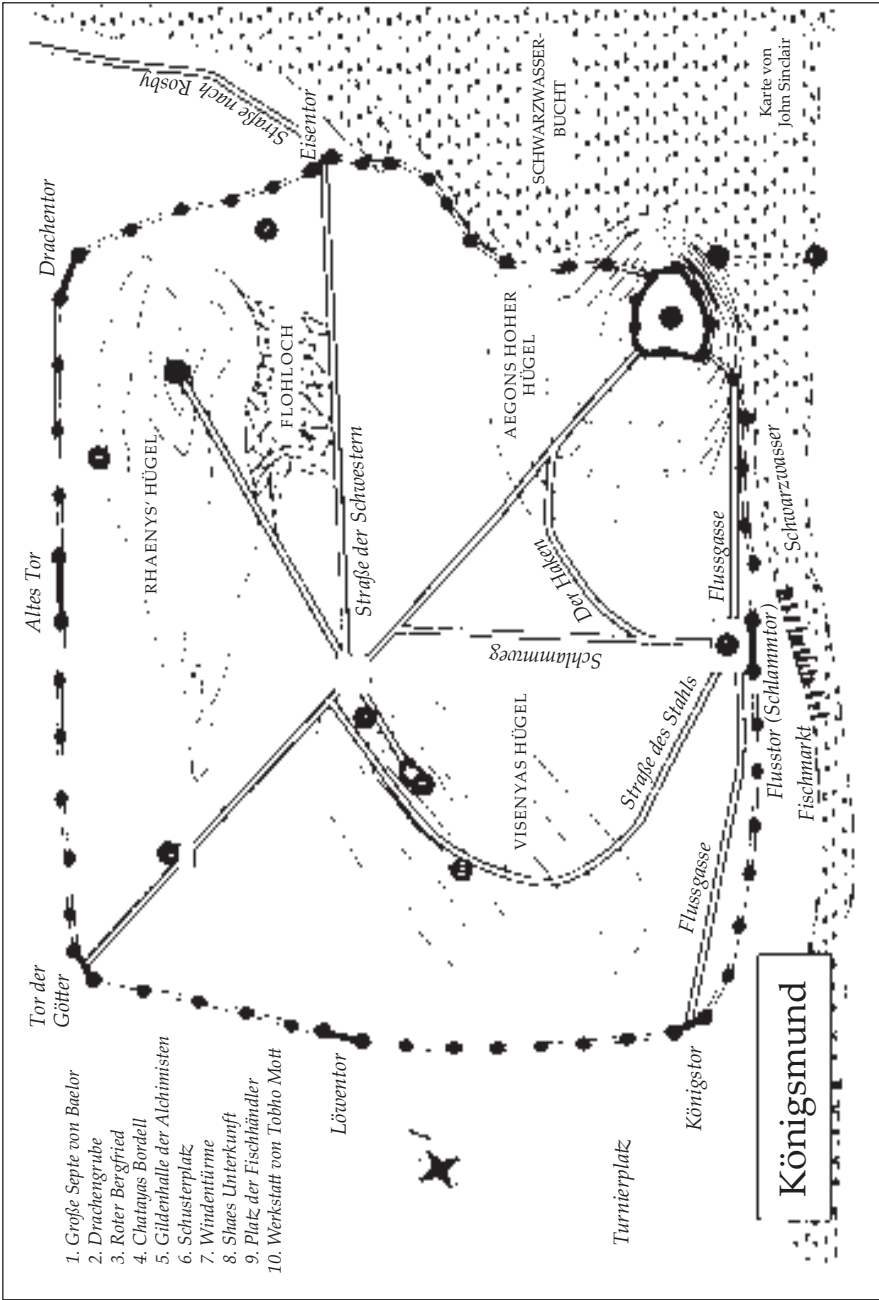 1. Große Septe von Baelor
2. Drachengrube
3. Roter Bergfried
4. Chatayas Bordell
5. Gildenhalle der Alchimisten
6. Schusterplatz
7. Windentürme
8. Shaes Unterkunft
9. Platz der Fischhändler
10. Werkstatt von Tobho Mott
Tor der
Götter
Altes Tor
Drachentor
Straße nach Rosby
Eisentor
RHAENYS' HÜGEL
FLOHLOCH
Straße der Schwestern
Löwentor
VISENYAS HÜGEL
AEGONS HOHER
HÜGEL
SCHWARZWASSER-
BUCHT
Der Haken
Schlammweg
Straße des Stahls
Turnierplatz
Königstor
Flussgasse
Flussgasse
Flusstor (Schlammtor)
Fischmarkt
Schwarzwasser
Karte von
John Sinclair
Königsmund